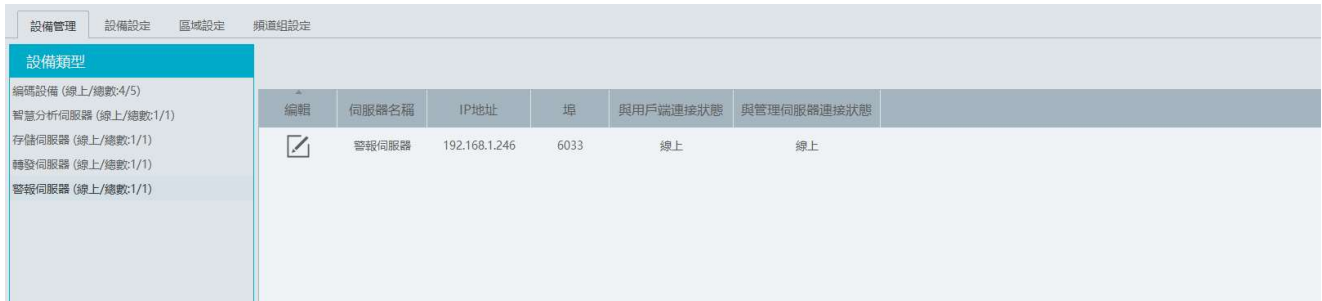 設備管理 設備設定 區域設定 頻道組設定
設備類型
編碼設備 (線上/總數:4/5)
智慧分析伺服器 (線上/總數:1/1)
存儲伺服器 (線上/總數:1/1)
轉發伺服器 (線上/總數:1/1)
警報伺服器 (線上/總數:1/1)
編輯 伺服器名稱 IP地址 埠 與用戶端連接狀態 與管理伺服器連接狀態
警報伺服器 192.168.1.246 6033 線上 線上